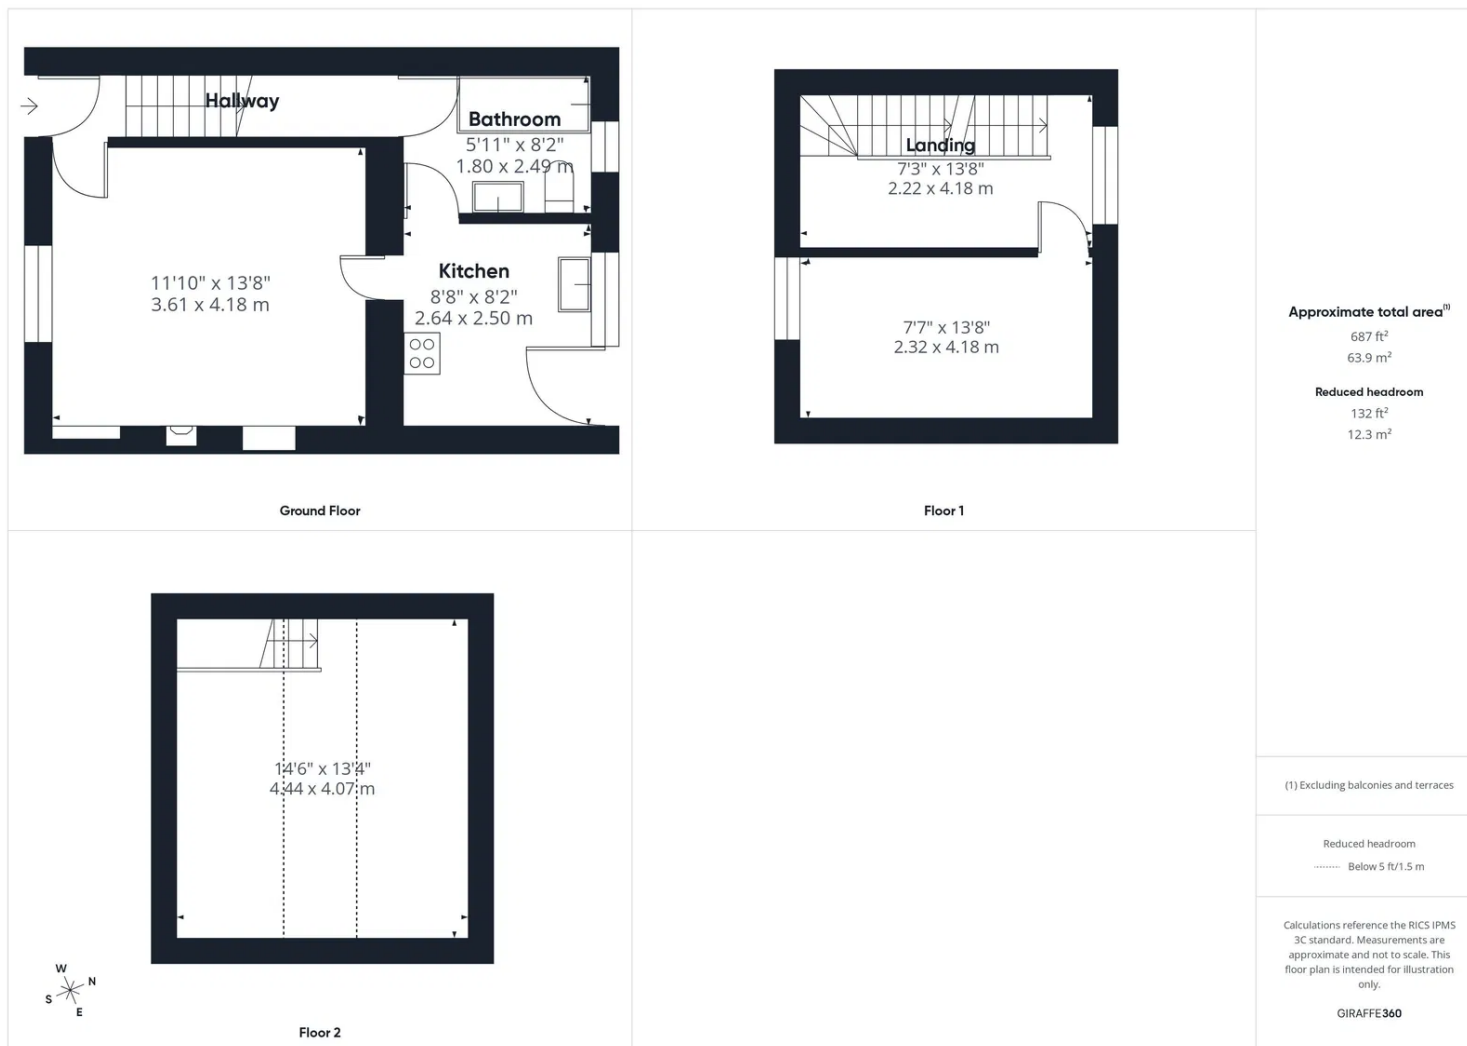 Hallway
Bathroom
5'11" x 8'2"
1.80 x 2.49 m
11'10" x 13'8"
3.61 x 4.18 m
Kitchen
8'8" x 8'2"
2.64 x 2.50 m
Ground Floor
Landing
7'3" x 13'8"
2.22 x 4.18 m
7'7" x 13'8"
2.32 x 4.18 m
Floor 1
14'6" x 13'4"
4.44 x 4.07 m
W
N
S
E
Floor 2
Approximate total area(1)
687 ft²
63.9 m²
Reduced headroom
132 ft²
12.3 m²
(1) Excluding balconies and terraces
Reduced headroom
Below 5 ft/1.5 m
Calculations reference the RICS IPMS
3C standard. Measurements are
approximate and not to scale. This
floor plan is intended for illustration
only.
GIRAFFE360